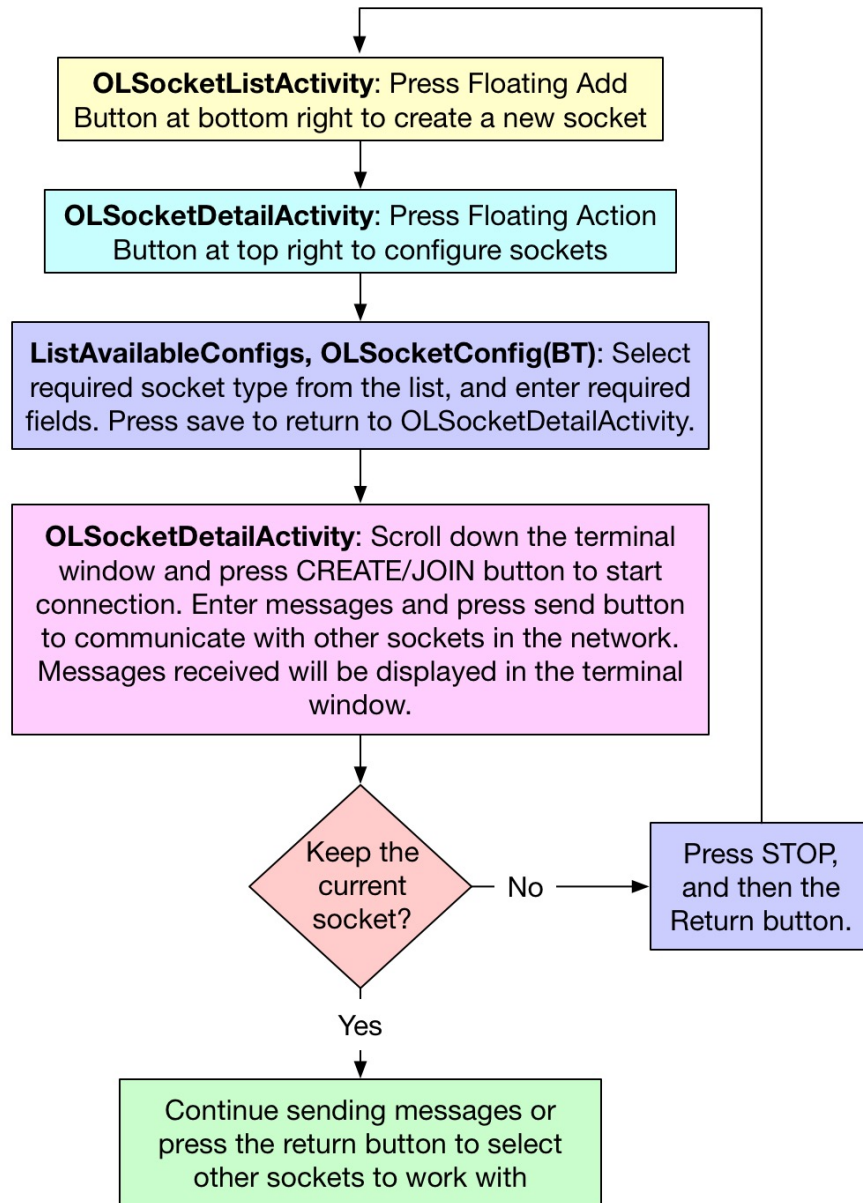 OLSocketListActivity: Press Floating Add
Button at bottom right to create a new socket
OLSocketDetailActivity: Press Floating Action
Button at top right to configure sockets
ListAvailableConfigs, OLSocketConfig(BT): Select
required socket type from the list, and enter required
fields. Press save to return to OLSocketDetailActivity.
OLSocketDetailActivity: Scroll down the terminal
window and press CREATE/JOIN button to start
connection. Enter messages and press send button
to communicate with other sockets in the network.
Messages received will be displayed in the terminal
window.
Keep the
current
socket?
No
Press STOP,
and then the
Return button.
Yes
Continue sending messages or
press the return button to select
other sockets to work with